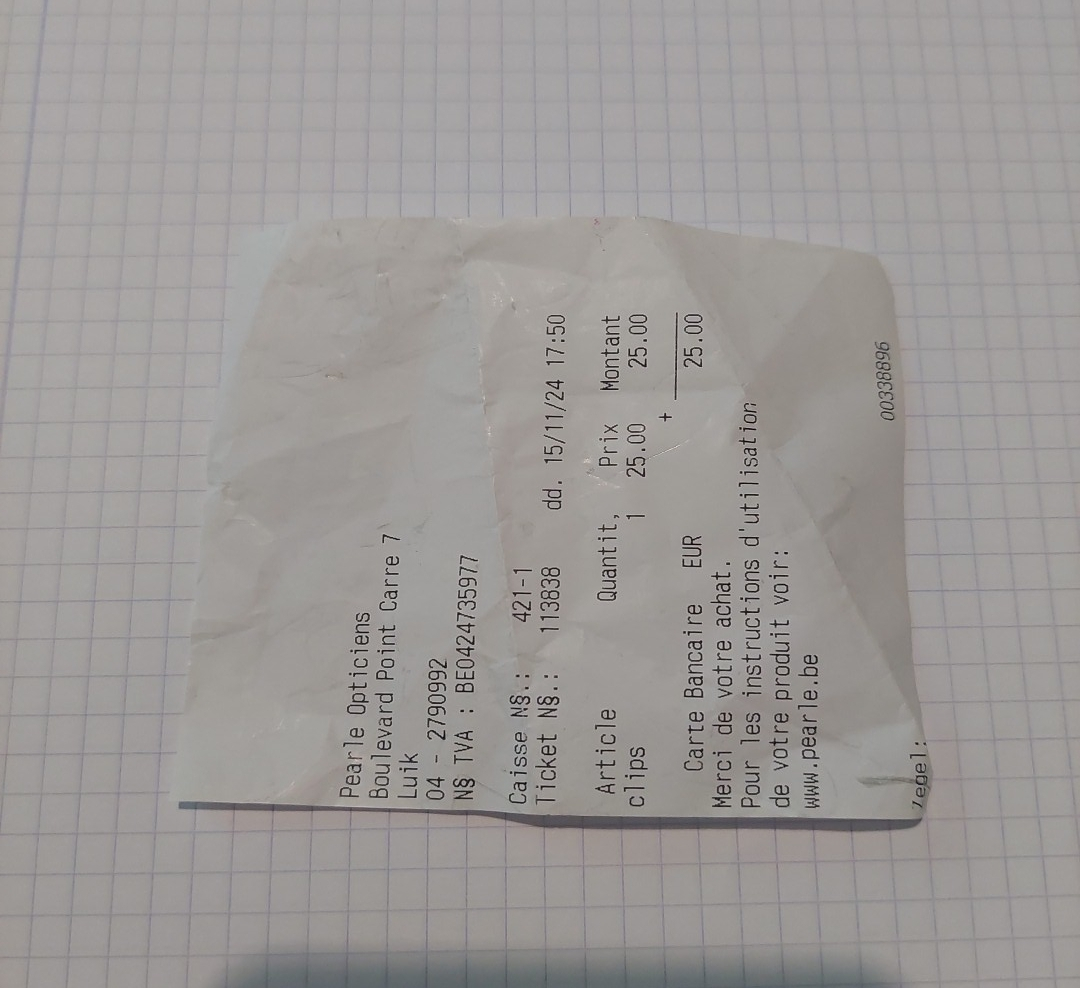 Pearle Opticiens
Boulevard Point Carre 7
Luik
04 - 2790992
N§ TVA : BE0424735977
Caisse N§.: 421-1
Ticket N§.: 113838 dd. 15/11/24 17:50
Article Quantit, Prix Montant
clips 1 25.00 25.00
+
Carte Bancaire EUR 25.00
Merci de votre achat.
Pour les instructions d'utilisation
de votre produit voir:
www.pearle.be
Zegel:
00338896